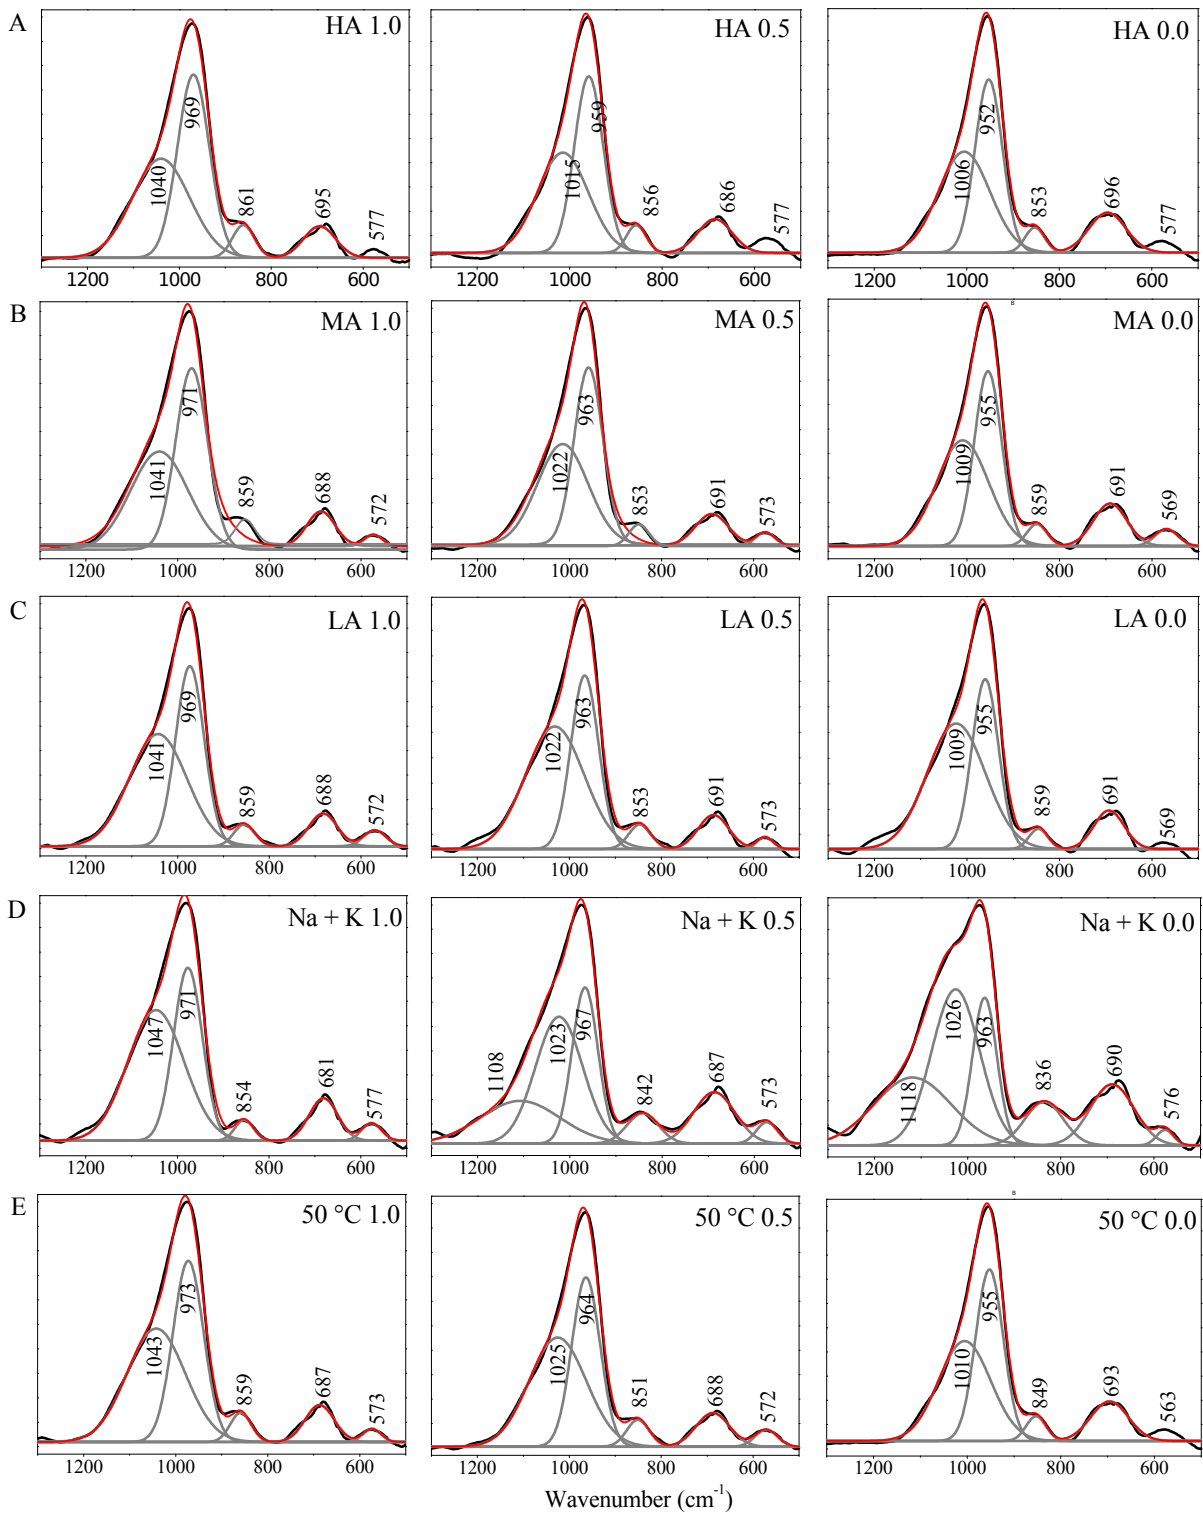 A
HA 1.0
969
1040
861
695
577
1200 1000 800 600
HA 0.5
959
1015
856
686
577
1200 1000 800 600
HA 0.0
952
1006
853
696
577
1200 1000 800 600
B
MA 1.0
971
1041
859
688
572
1200 1000 800 600
MA 0.5
963
1022
853
691
573
1200 1000 800 600
B
MA 0.0
955
1009
859
691
569
1200 1000 800 600
C
LA 1.0
969
1041
859
688
572
1200 1000 800 600
LA 0.5
963
1022
853
691
573
1200 1000 800 600
LA 0.0
955
1009
859
691
569
1200 1000 800 600
D
Na + K 1.0
971
1047
854
681
577
1200 1000 800 600
Na + K 0.5
1108
1023
967
842
687
573
1200 1000 800 600
Na + K 0.0
1118
1026
963
836
690
576
1200 1000 800 600
E
50 °C 1.0
973
1043
859
687
573
1200 1000 800 600
50 °C 0.5
964
1025
851
688
572
1200 1000 800 600
B
50 °C 0.0
955
1010
849
693
563
1200 1000 800 600
Wavenumber (cm⁻¹)